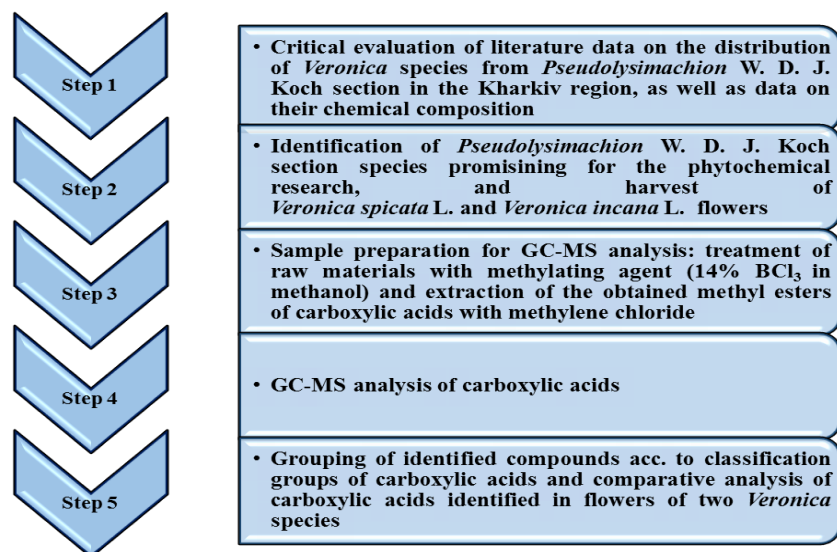 Step 1
• Critical evaluation of literature data on the distribution
of Veronica species from Pseudolysimachion W. D. J.
Koch section in the Kharkiv region, as well as data on
their chemical composition
Step 2
• Identification of Pseudolysimachion W. D. J. Koch
section species promisining for the phytochemical
research, and harvest of
Veronica spicata L. and Veronica incana L. flowers
Step 3
• Sample preparation for GC-MS analysis: treatment of
raw materials with methylating agent (14% BCl₃ in
methanol) and extraction of the obtained methyl esters
of carboxylic acids with methylene chloride
Step 4
• GC-MS analysis of carboxylic acids
Step 5
• Grouping of identified compounds acc. to classification
groups of carboxylic acids and comparative analysis of
carboxylic acids identified in flowers of two Veronica
species